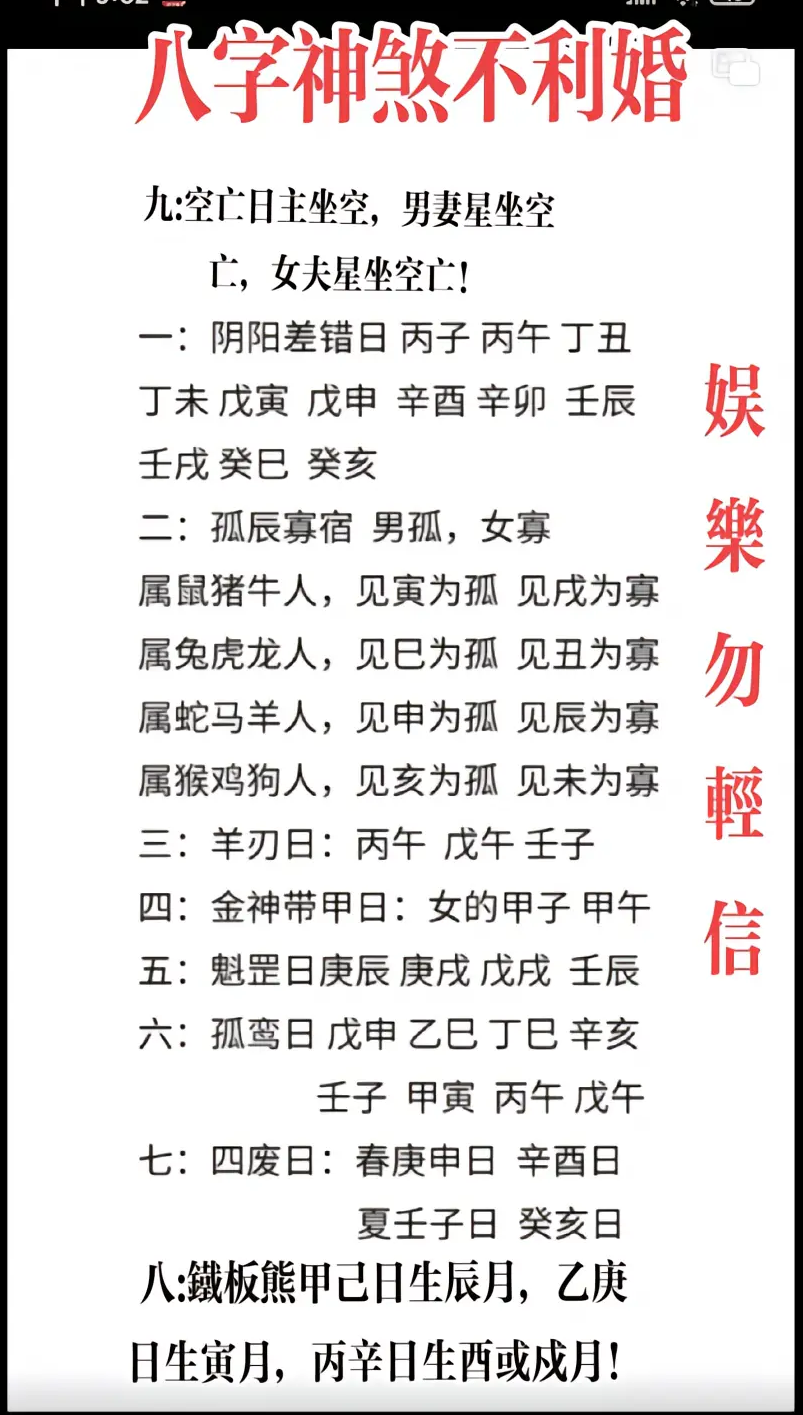 八字神煞不利婚
九:空亡日主坐空，男妻星坐空
亡，女夫星坐空亡！
一：阴阳差错日 丙子 丙午 丁丑
丁未 戊寅 戊申 辛酉 辛卯 壬辰
壬戌 癸巳 癸亥
二：孤辰寡宿 男孤，女寡
属鼠猪牛人，见寅为孤 见戌为寡
属兔虎龙人，见巳为孤 见丑为寡
属蛇马羊人，见申为孤 见辰为寡
属猴鸡狗人，见亥为孤 见未为寡
三：羊刃日：丙午 戊午 壬子
四：金神带甲日：女的甲子 甲午
五：魁罡日庚辰 庚戌 戊戌 壬辰
六：孤鸾日 戊申 乙巳 丁巳 辛亥
壬子 甲寅 丙午 戊午
七：四废日：春庚申日 辛酉日
夏壬子日 癸亥日
八:鐵板熊甲己日生辰月，乙庚
日生寅月，丙辛日生酉或戍月！
娱樂勿輕信